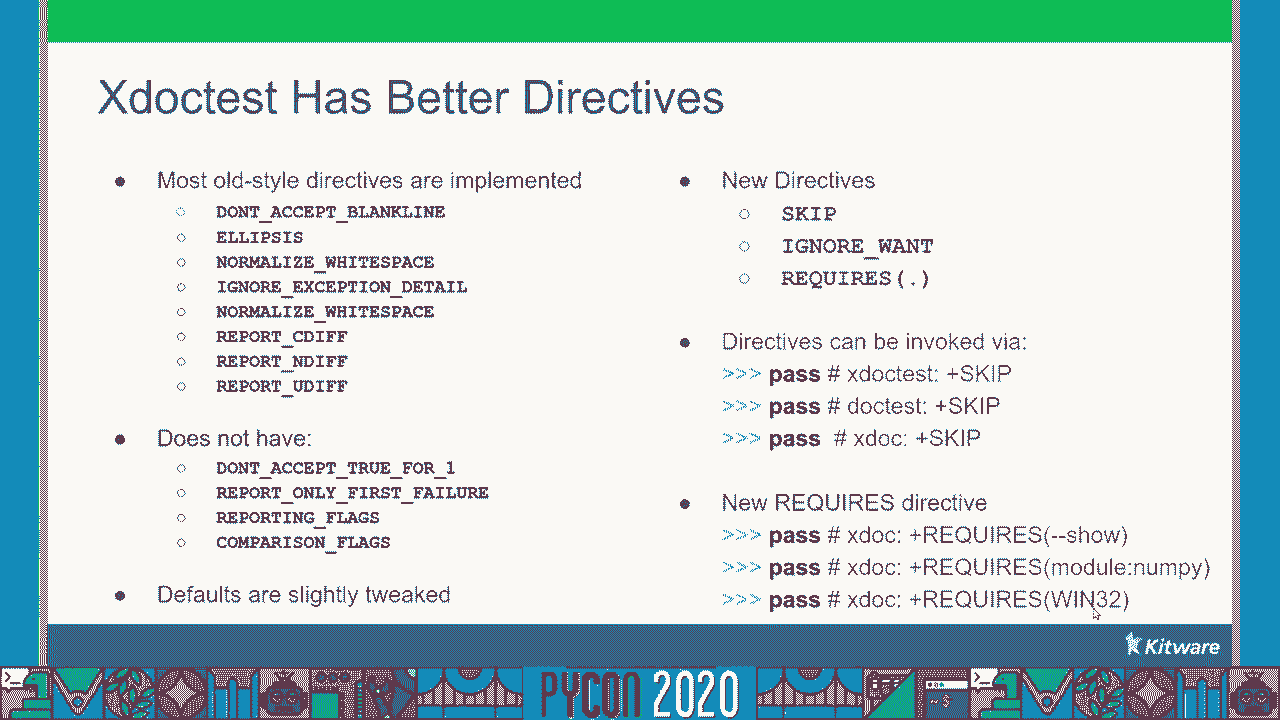 Xdoctest Has Better Directives
● Most old-style directives are implemented
○ DONT_ACCEPT_BLANKLINE
○ ELLIPSIS
○ NORMALIZE_WHITESPACE
○ IGNORE_EXCEPTION_DETAIL
○ NORMALIZE_WHITESPACE
○ REPORT_CDIFF
○ REPORT_NDIFF
○ REPORT_UDIFF
● Does not have:
○ DONT_ACCEPT_TRUE_FOR_1
○ REPORT_ONLY_FIRST_FAILURE
○ REPORTING_FLAGS
○ COMPARISON_FLAGS
● Defaults are slightly tweaked
● New Directives
○ SKIP
○ IGNORE_WANT
○ REQUIRES(.)
● Directives can be invoked via:
>>> pass # xdoctest: +SKIP
>>> pass # doctest: +SKIP
>>> pass  # xdoc: +SKIP
● New REQUIRES directive
>>> pass # xdoc: +REQUIRES(--show)
>>> pass # xdoc: +REQUIRES(module:numpy)
>>> pass # xdoc: +REQUIRES(WIN32)
Kitware
PYCON 2020